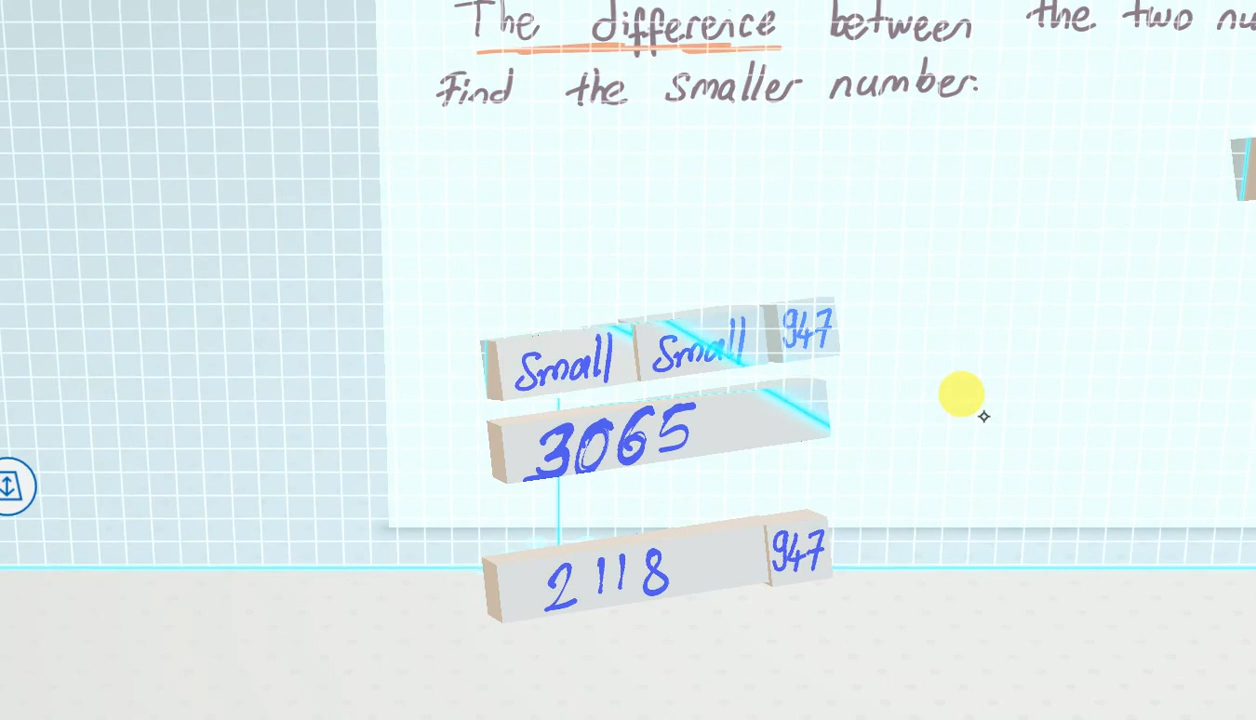 The difference between the two
Find the smaller number.
Small Small 947
3065
2118 947